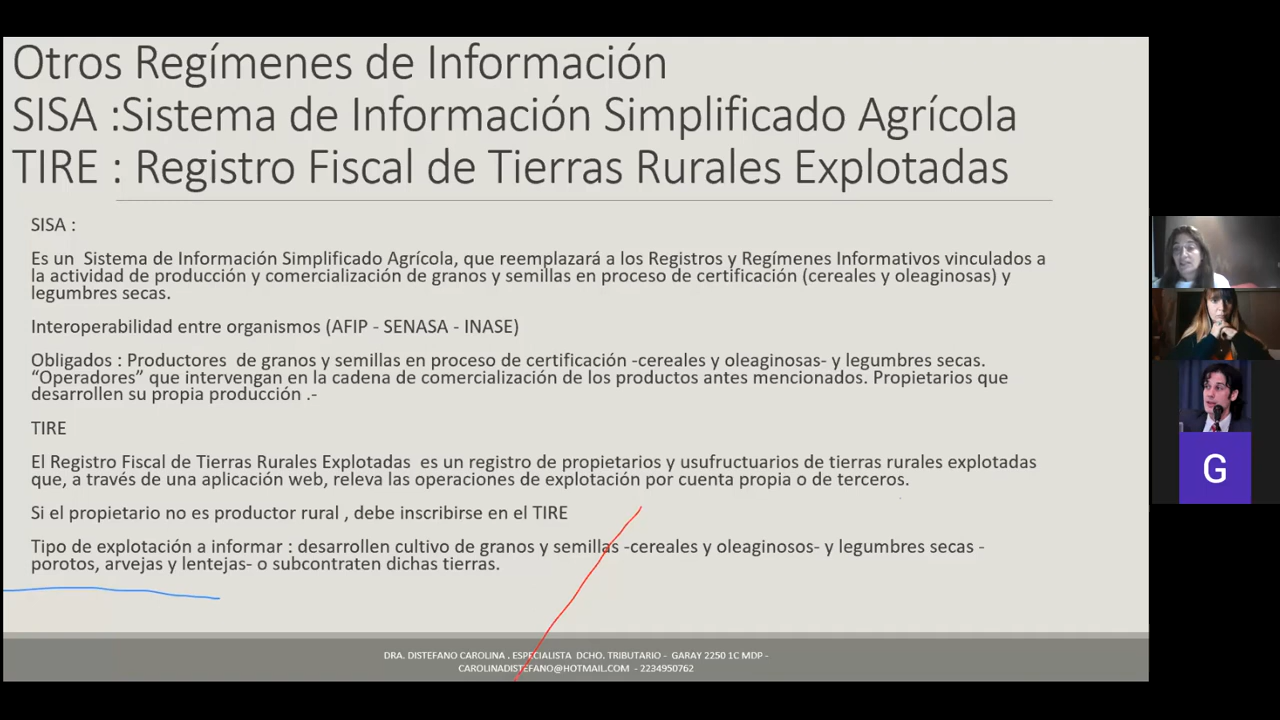 Otros Regímenes de Información
SISA :Sistema de Información Simplificado Agrícola
TIRE : Registro Fiscal de Tierras Rurales Explotadas
SISA :
Es un  Sistema de Información Simplificado Agrícola, que reemplazará a los Registros y Regímenes Informativos vinculados a
la actividad de producción y comercialización de granos y semillas en proceso de certificación (cereales y oleaginosas) y
legumbres secas.
Interoperabilidad entre organismos (AFIP - SENASA - INASE)
Obligados : Productores  de granos y semillas en proceso de certificación -cereales y oleaginosas- y legumbres secas.
“Operadores” que intervengan en la cadena de comercialización de los productos antes mencionados. Propietarios que
desarrollen su propia producción .-
TIRE
El Registro Fiscal de Tierras Rurales Explotadas  es un registro de propietarios y usufructuarios de tierras rurales explotadas
que, a través de una aplicación web, releva las operaciones de explotación por cuenta propia o de terceros.
Si el propietario no es productor rural , debe inscribirse en el TIRE
Tipo de explotación a informar : desarrollen cultivo de granos y semillas -cereales y oleaginosos- y legumbres secas -
porotos, arvejas y lentejas- o subcontraten dichas tierras.
DRA. DISTEFANO CAROLINA . ESPECIALISTA  DCHO. TRIBUTARIO -  GARAY 2250 1C MDP -
CAROLINADISTEFANO@HOTMAIL.COM  - 2234950762
G